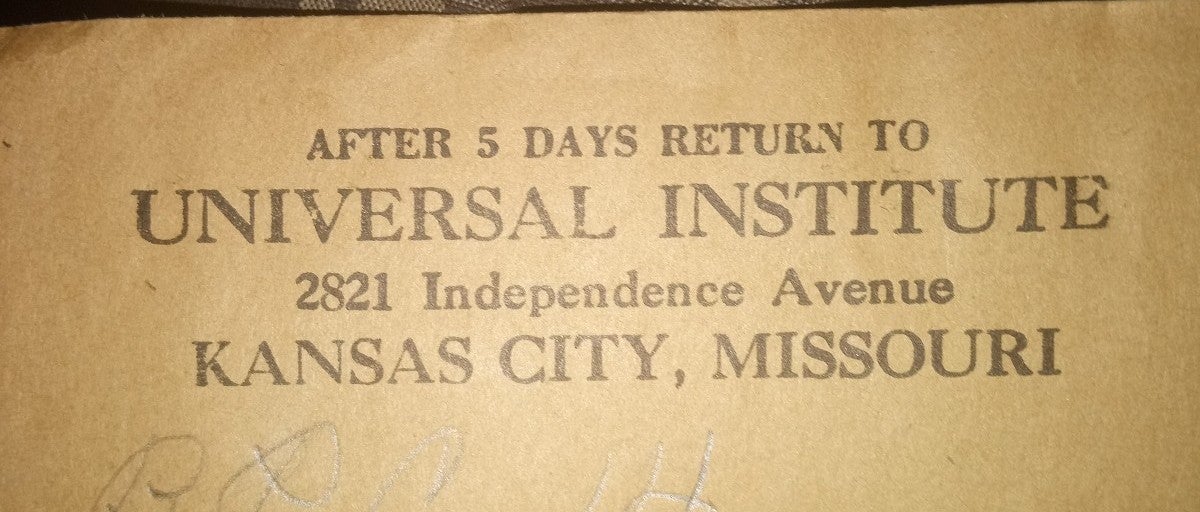 AFTER 5 DAYS RETURN TO
UNIVERSAL INSTITUTE
2821 Independence Avenue
KANSAS CITY, MISSOURI